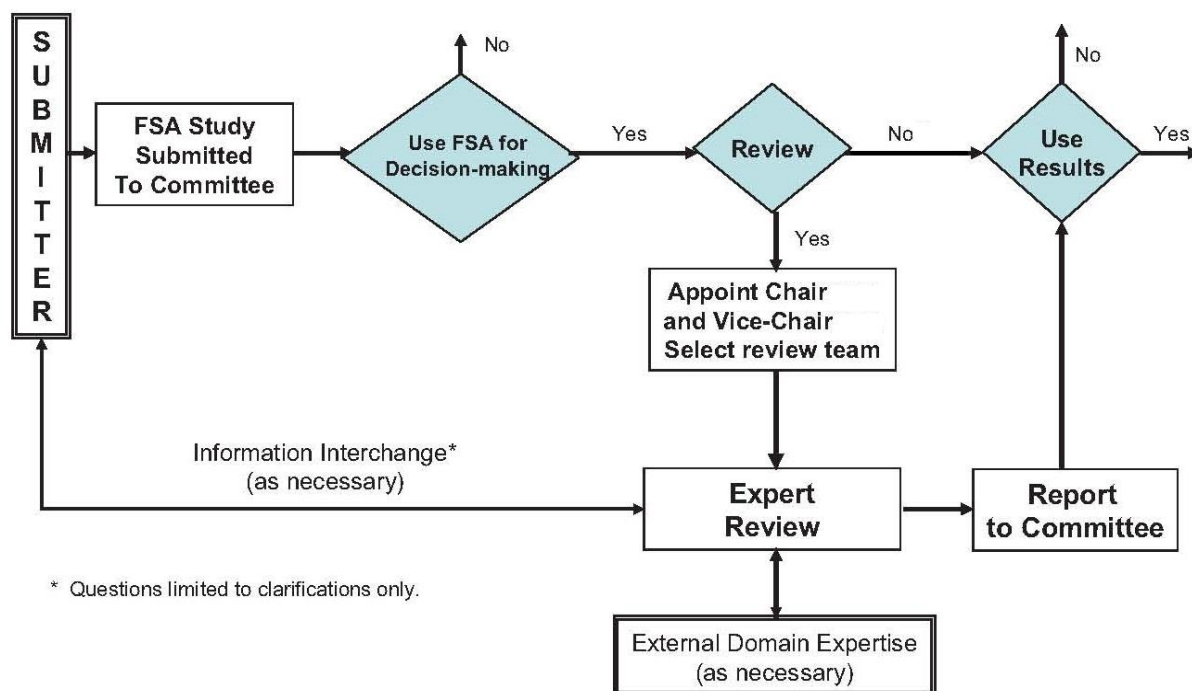 SUBMITTER
FSA Study
Submitted
To Committee
Use FSA for
Decision-making
No
Yes
Review
No
Yes
Use
Results
No
Yes
Appoint Chair
and Vice-Chair
Select review team
Information Interchange*
(as necessary)
Expert
Review
Report
to Committee
* Questions limited to clarifications only.
External Domain Expertise
(as necessary)